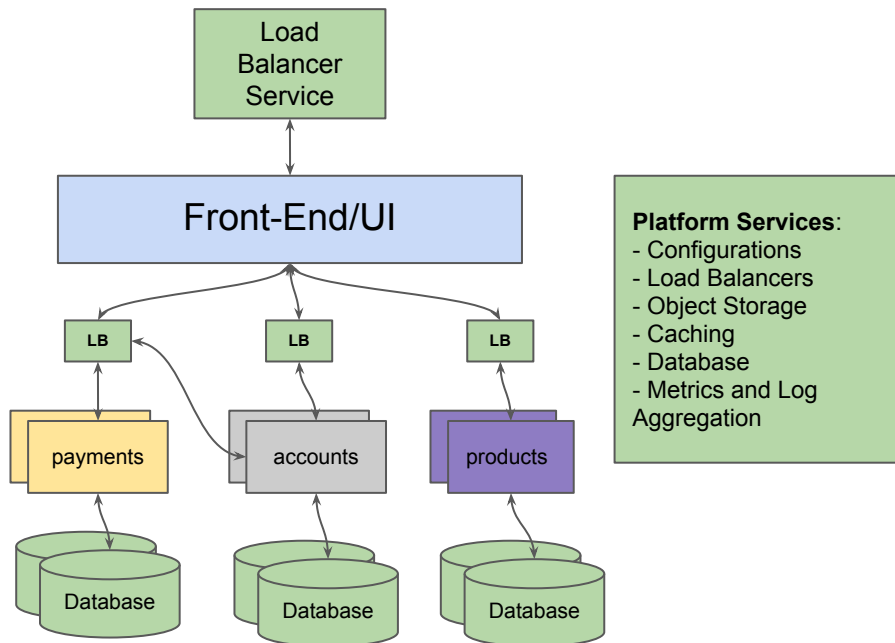 Load
Balancer
Service
Front-End/UI
LB
LB
LB
payments
accounts
products
Database
Database
Database
Platform Services:
- Configurations
- Load Balancers
- Object Storage
- Caching
- Database
- Metrics and Log
Aggregation